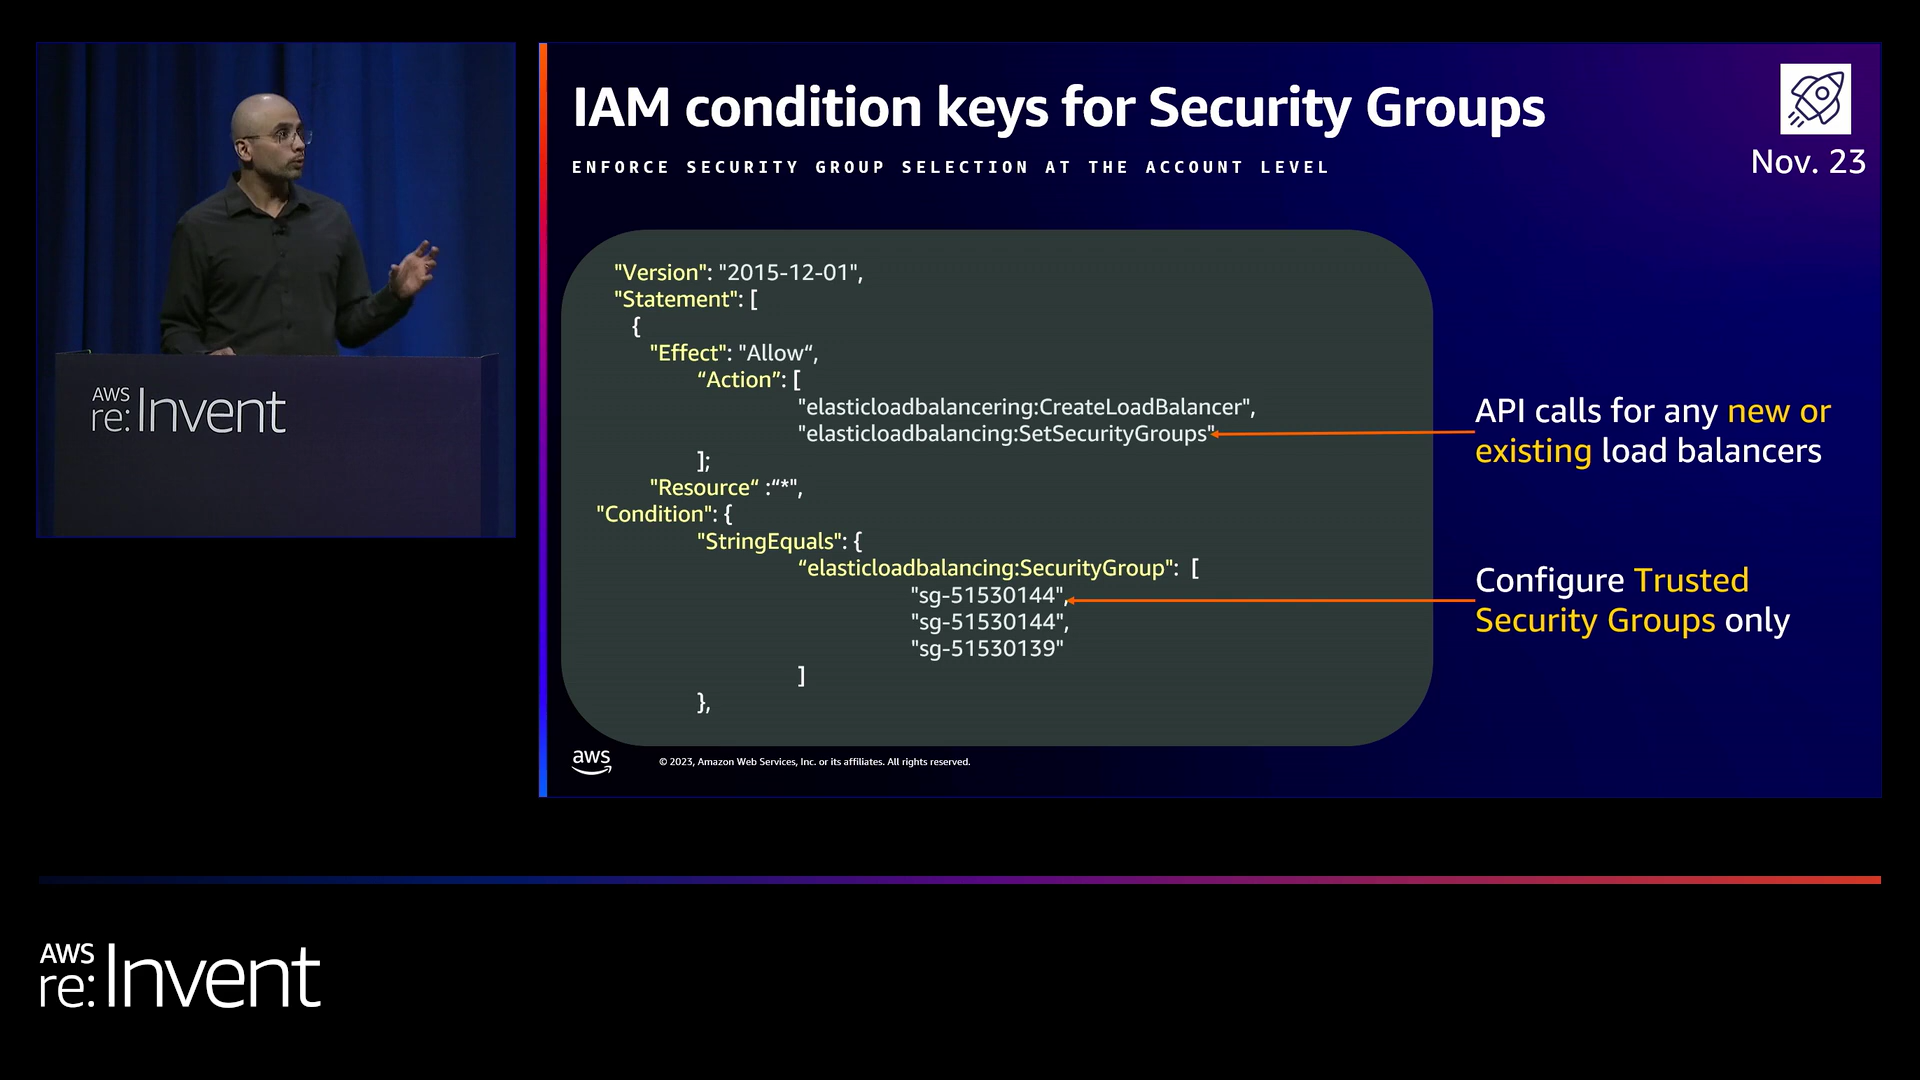 AWS
re:Invent
IAM condition keys for Security Groups
ENFORCE SECURITY GROUP SELECTION AT THE ACCOUNT LEVEL
Nov. 23
"Version": "2015-12-01",
"Statement": [
{
"Effect": "Allow“,
“Action”: [
"elasticloadbalancering:CreateLoadBalancer",
"elasticloadbalancing:SetSecurityGroups"
];
"Resource“ :“*",
"Condition": {
"StringEquals": {
“elasticloadbalancing:SecurityGroup": [
"sg-51530144",
"sg-51530144",
"sg-51530139"
]
},
API calls for any new or
existing load balancers
Configure Trusted
Security Groups only
aws
© 2023, Amazon Web Services, Inc. or its affiliates. All rights reserved.
AWS
re:Invent